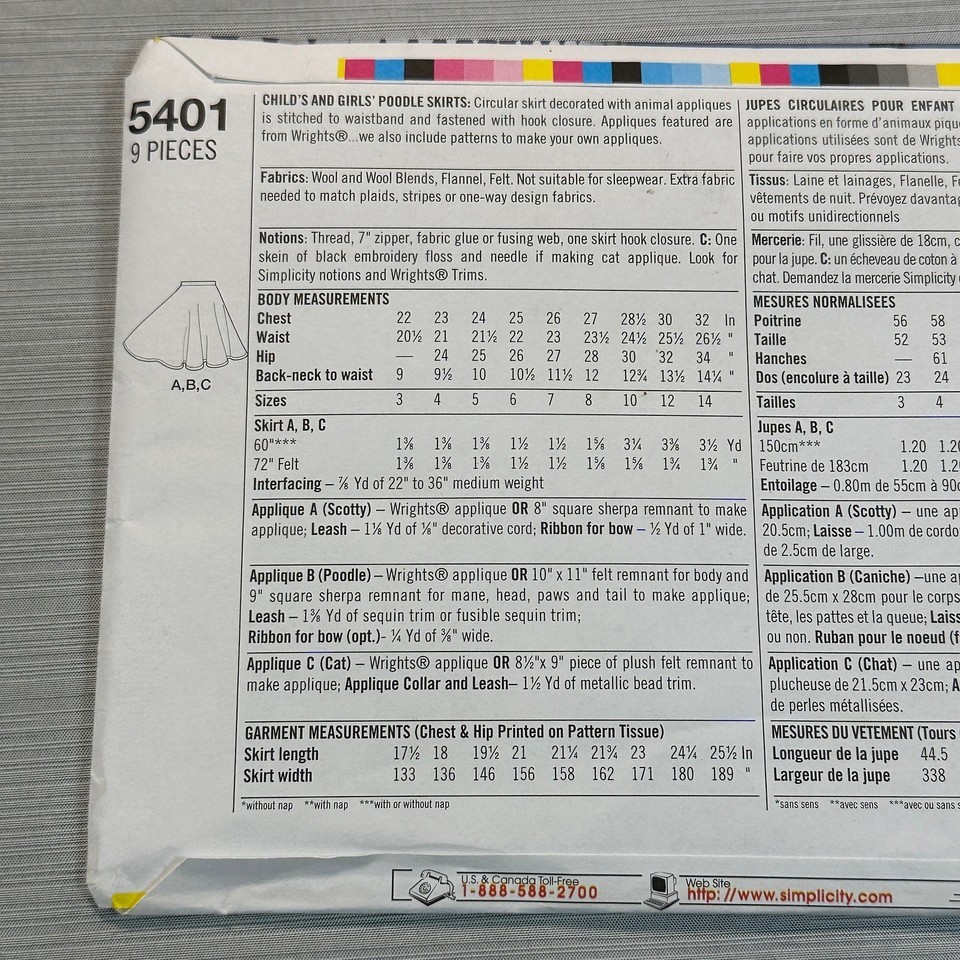 5401
9 PIECES
A,B,C
CHILD'S AND GIRLS' POODLE SKIRTS: Circular skirt decorated with animal appliques
is stitched to waistband and fastened with hook closure. Appliques featured are
from Wrights®...we also include patterns to make your own appliques.
Fabrics: Wool and Wool Blends, Flannel, Felt. Not suitable for sleepwear. Extra fabric
needed to match plaids, stripes or one-way design fabrics.
Notions: Thread, 7" zipper, fabric glue or fusing web, one skirt hook closure. C: One
skein of black embroidery floss and needle if making cat applique. Look for
Simplicity notions and Wrights® Trims.
BODY MEASUREMENTS
Chest 22 23 24 25 26 27 28½ 30 32 In
Waist 20½ 21 21½ 22 23 23½ 24½ 25½ 26½ "
Hip — 24 25 26 27 28 30 32 34 "
Back-neck to waist 9 9½ 10 10½ 11½ 12 12¾ 13½ 14¼ "
Sizes 3 4 5 6 7 8 10 12 14
Skirt A, B, C
60"*** 1⅜ 1⅜ 1⅜ 1½ 1½ 1⅝ 3¼ 3⅜ 3½ Yd
72" Felt 1⅜ 1⅜ 1⅜ 1½ 1½ 1⅝ 1⅝ 1¾ 1¾ "
Interfacing – ⅞ Yd of 22" to 36" medium weight
Applique A (Scotty) – Wrights® applique OR 8" square sherpa remnant to make
applique; Leash – 1⅛ Yd of ⅛" decorative cord; Ribbon for bow – ½ Yd of 1" wide.
Applique B (Poodle) – Wrights® applique OR 10" x 11" felt remnant for body and
9" square sherpa remnant for mane, head, paws and tail to make applique;
Leash – 1⅜ Yd of sequin trim or fusible sequin trim;
Ribbon for bow (opt.)- ¼ Yd of ⅜" wide.
Applique C (Cat) – Wrights® applique OR 8½"x 9" piece of plush felt remnant to
make applique; Applique Collar and Leash– 1½ Yd of metallic bead trim.
GARMENT MEASUREMENTS (Chest & Hip Printed on Pattern Tissue)
Skirt length 17½ 18 19½ 21 21¼ 21¾ 23 24¼ 25½ In
Skirt width 133 136 146 156 158 162 171 180 189 "
*without nap **with nap ***with or without nap
JUPES CIRCULAIRES POUR ENFANT
applications en forme d'animaux piqu
applications utilisées sont de Wrights
pour faire vos propres applications.
Tissus: Laine et lainages, Flanelle, Fe
vêtements de nuit. Prévoyez davantag
ou motifs unidirectionnels
Mercerie: Fil, une glissière de 18cm, c
pour la jupe. C: un écheveau de coton à
chat. Demandez la mercerie Simplicity
MESURES NORMALISEES
Poitrine 56 58
Taille 52 53
Hanches — 61
Dos (encolure à taille) 23 24
Tailles 3 4
Jupes A, B, C
150cm*** 1.20 1.20
Feutrine de 183cm 1.20 1.20
Entoilage – 0.80m de 55cm à 90c
Application A (Scotty) – une ap
20.5cm; Laisse – 1.00m de cordo
de 2.5cm de large.
Application B (Caniche) –une a
de 25.5cm x 28cm pour le corps
tête, les pattes et la queue; Laiss
ou non. Ruban pour le noeud (f
Application C (Chat) – une ap
plucheuse de 21.5cm x 23cm; A
de perles métallisées.
MESURES DU VETEMENT (Tours
Longueur de la jupe 44.5
Largeur de la jupe 338
*sans sens **avec sens ***avec ou sans s
U.S. & Canada Toll-Free
1-888-588-2700
Web Site
http://www.simplicity.com